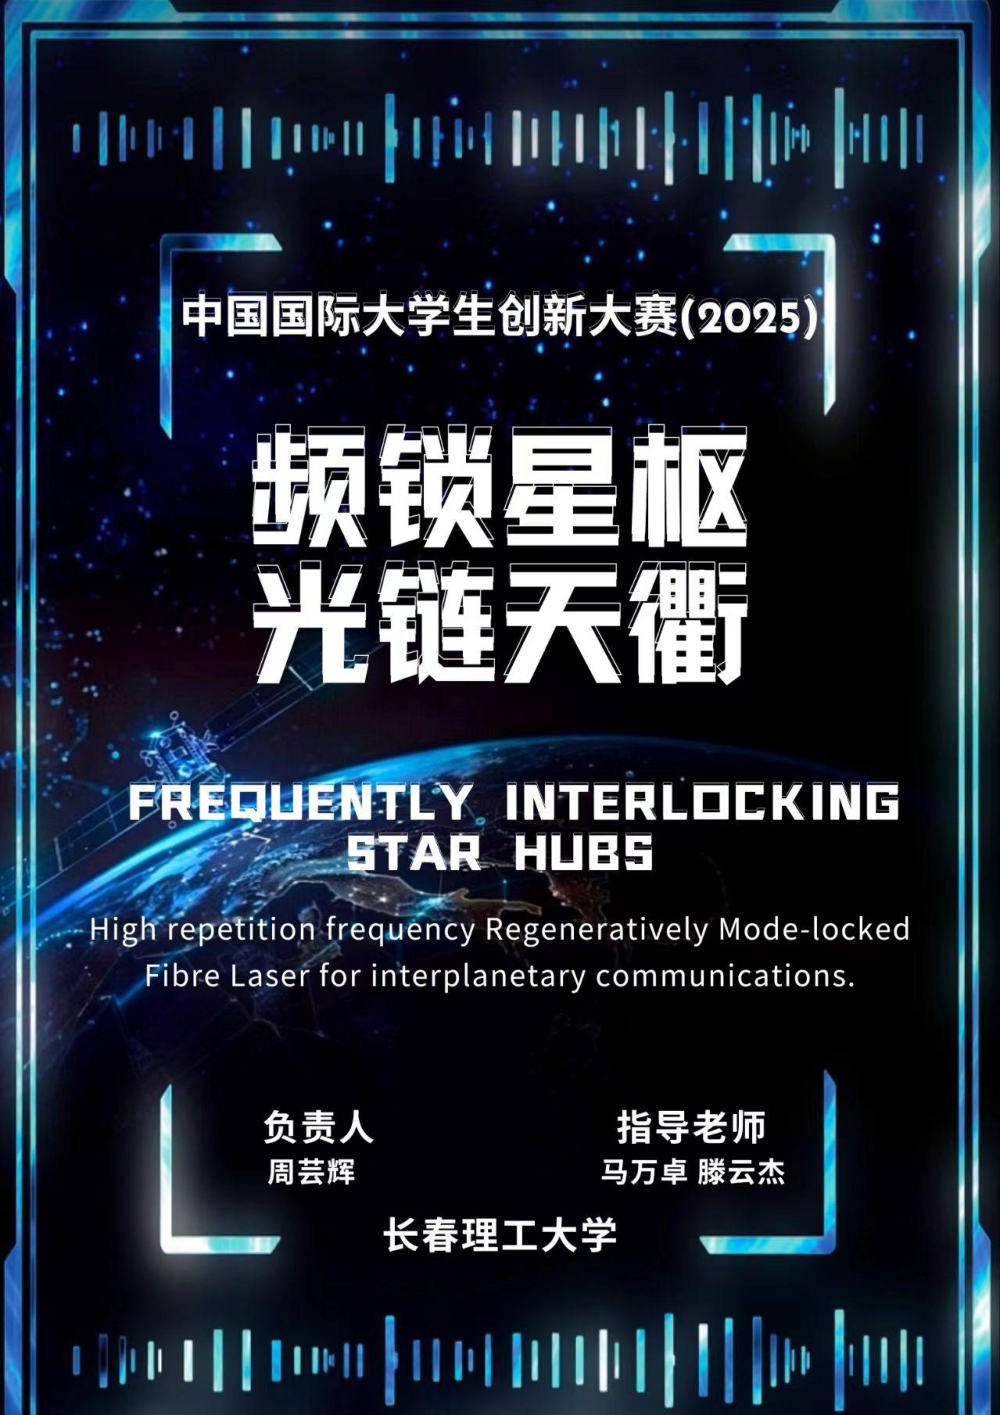 中国国际大学生创新大赛(2025)
频锁星枢
光链天衢
FREQUENTLY INTERLOCKING
STAR HUBS
High repetition frequency Regeneratively Mode-locked
Fibre Laser for interplanetary communications.
负责人 指导老师
周芸辉 马万卓 滕云杰
长春理工大学